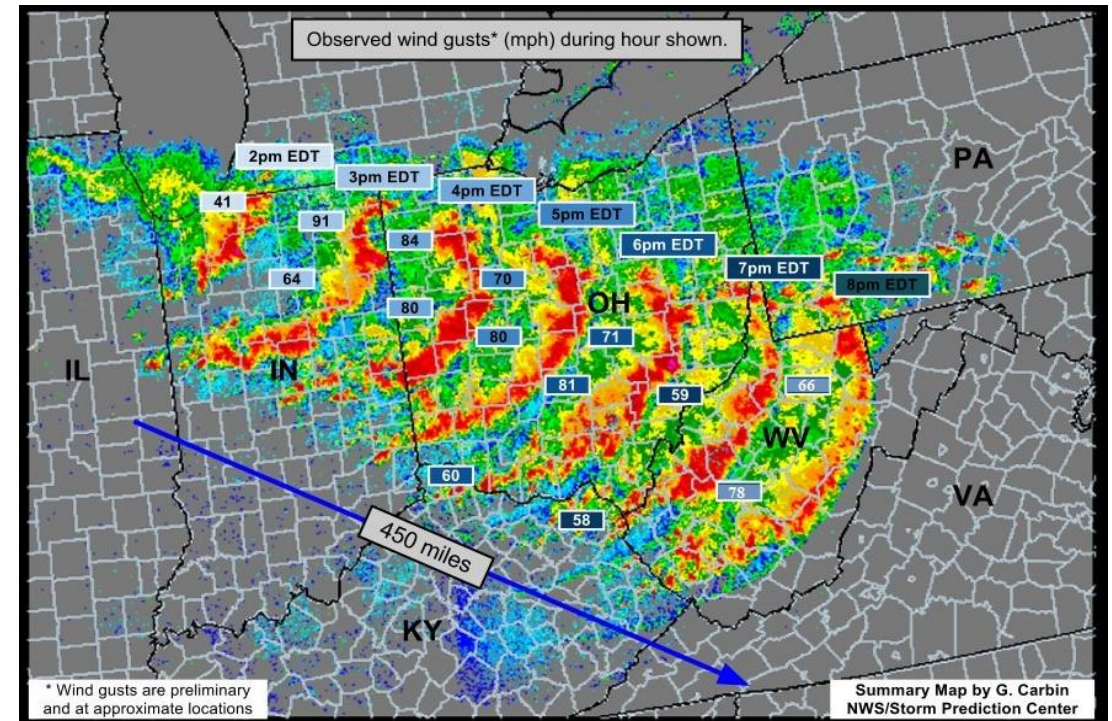 Observed wind gusts* (mph) during hour shown.
2pm EDT
3pm EDT
4pm EDT
5pm EDT
6pm EDT
7pm EDT
8pm EDT
PA
41
91
84
64
70
80
OH
80
71
IL
IN
81
59
66
WV
60
78
VA
58
450 miles
KY
* Wind gusts are preliminary
and at approximate locations
Summary Map by G. Carbin
NWS/Storm Prediction Center